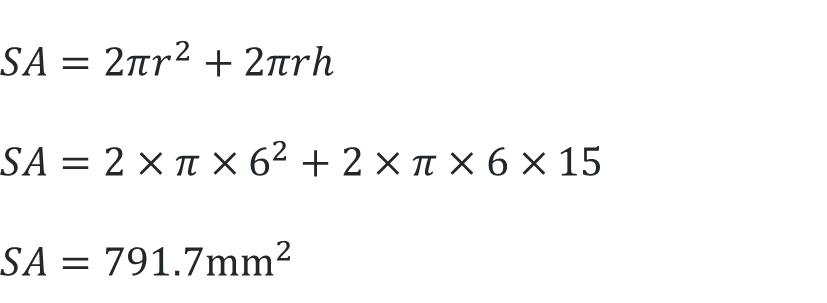 SA = 2πr² + 2πrh
SA = 2 × π × 6² + 2 × π × 6 × 15
SA = 791.7mm²